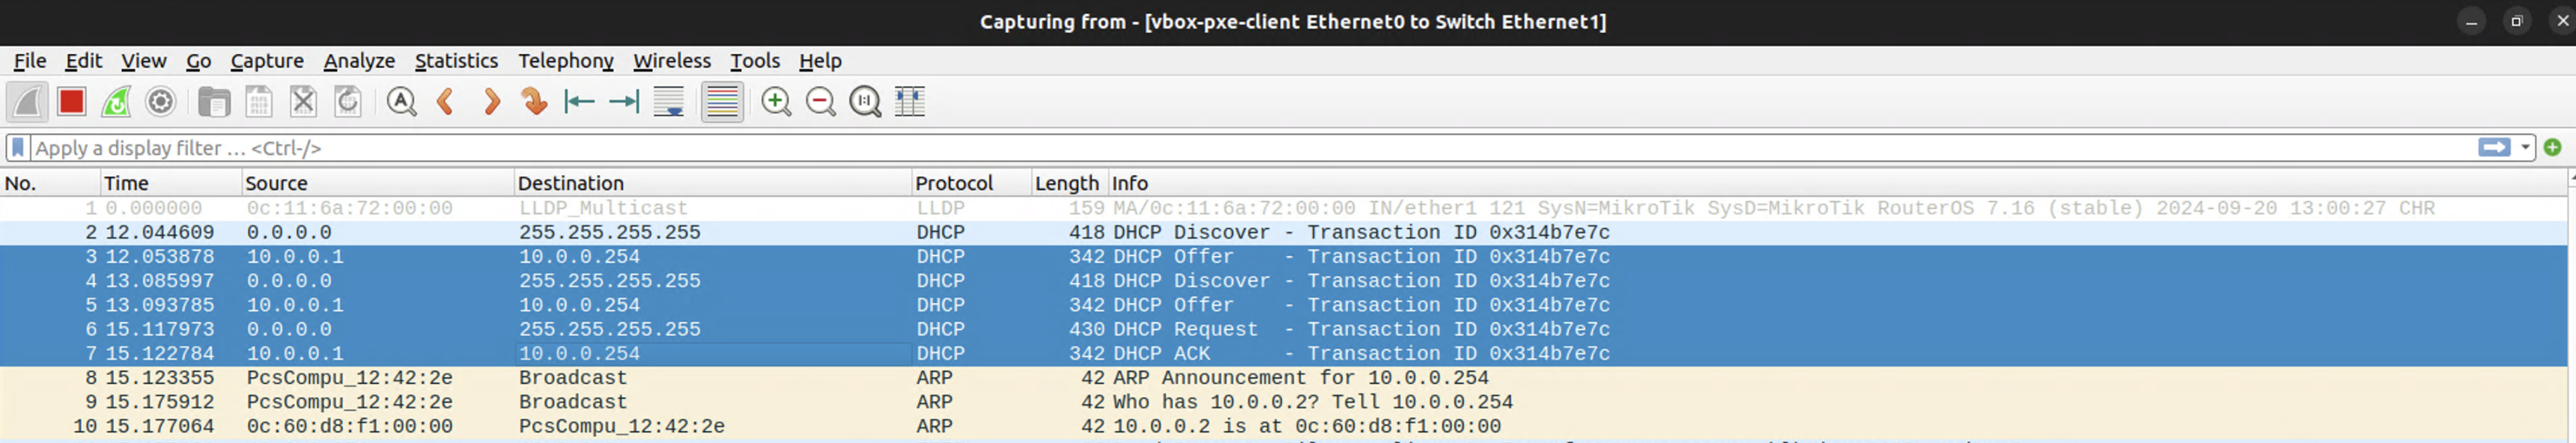 Capturing from - [vbox-pxe-client Ethernet0 to Switch Ethernet1]
File Edit View Go Capture Analyze Statistics Telephony Wireless Tools Help
Apply a display filter … <Ctrl-/>
No. Time Source Destination Protocol Length Info
1 0.000000 0c:11:6a:72:00:00 LLDP_Multicast LLDP 159 MA/0c:11:6a:72:00:00 IN/ether1 121 SysN=MikroTik SysD=MikroTik RouterOS 7.16 (stable) 2024-09-20 13:00:27 CHR
2 12.044609 0.0.0.0 255.255.255.255 DHCP 418 DHCP Discover - Transaction ID 0x314b7e7c
3 12.053878 10.0.0.1 10.0.0.254 DHCP 342 DHCP Offer - Transaction ID 0x314b7e7c
4 13.085997 0.0.0.0 255.255.255.255 DHCP 418 DHCP Discover - Transaction ID 0x314b7e7c
5 13.093785 10.0.0.1 10.0.0.254 DHCP 342 DHCP Offer - Transaction ID 0x314b7e7c
6 15.117973 0.0.0.0 255.255.255.255 DHCP 430 DHCP Request - Transaction ID 0x314b7e7c
7 15.122784 10.0.0.1 10.0.0.254 DHCP 342 DHCP ACK - Transaction ID 0x314b7e7c
8 15.123355 PcsCompu_12:42:2e Broadcast ARP 42 ARP Announcement for 10.0.0.254
9 15.175912 PcsCompu_12:42:2e Broadcast ARP 42 Who has 10.0.0.2? Tell 10.0.0.254
10 15.177064 0c:60:d8:f1:00:00 PcsCompu_12:42:2e ARP 42 10.0.0.2 is at 0c:60:d8:f1:00:00